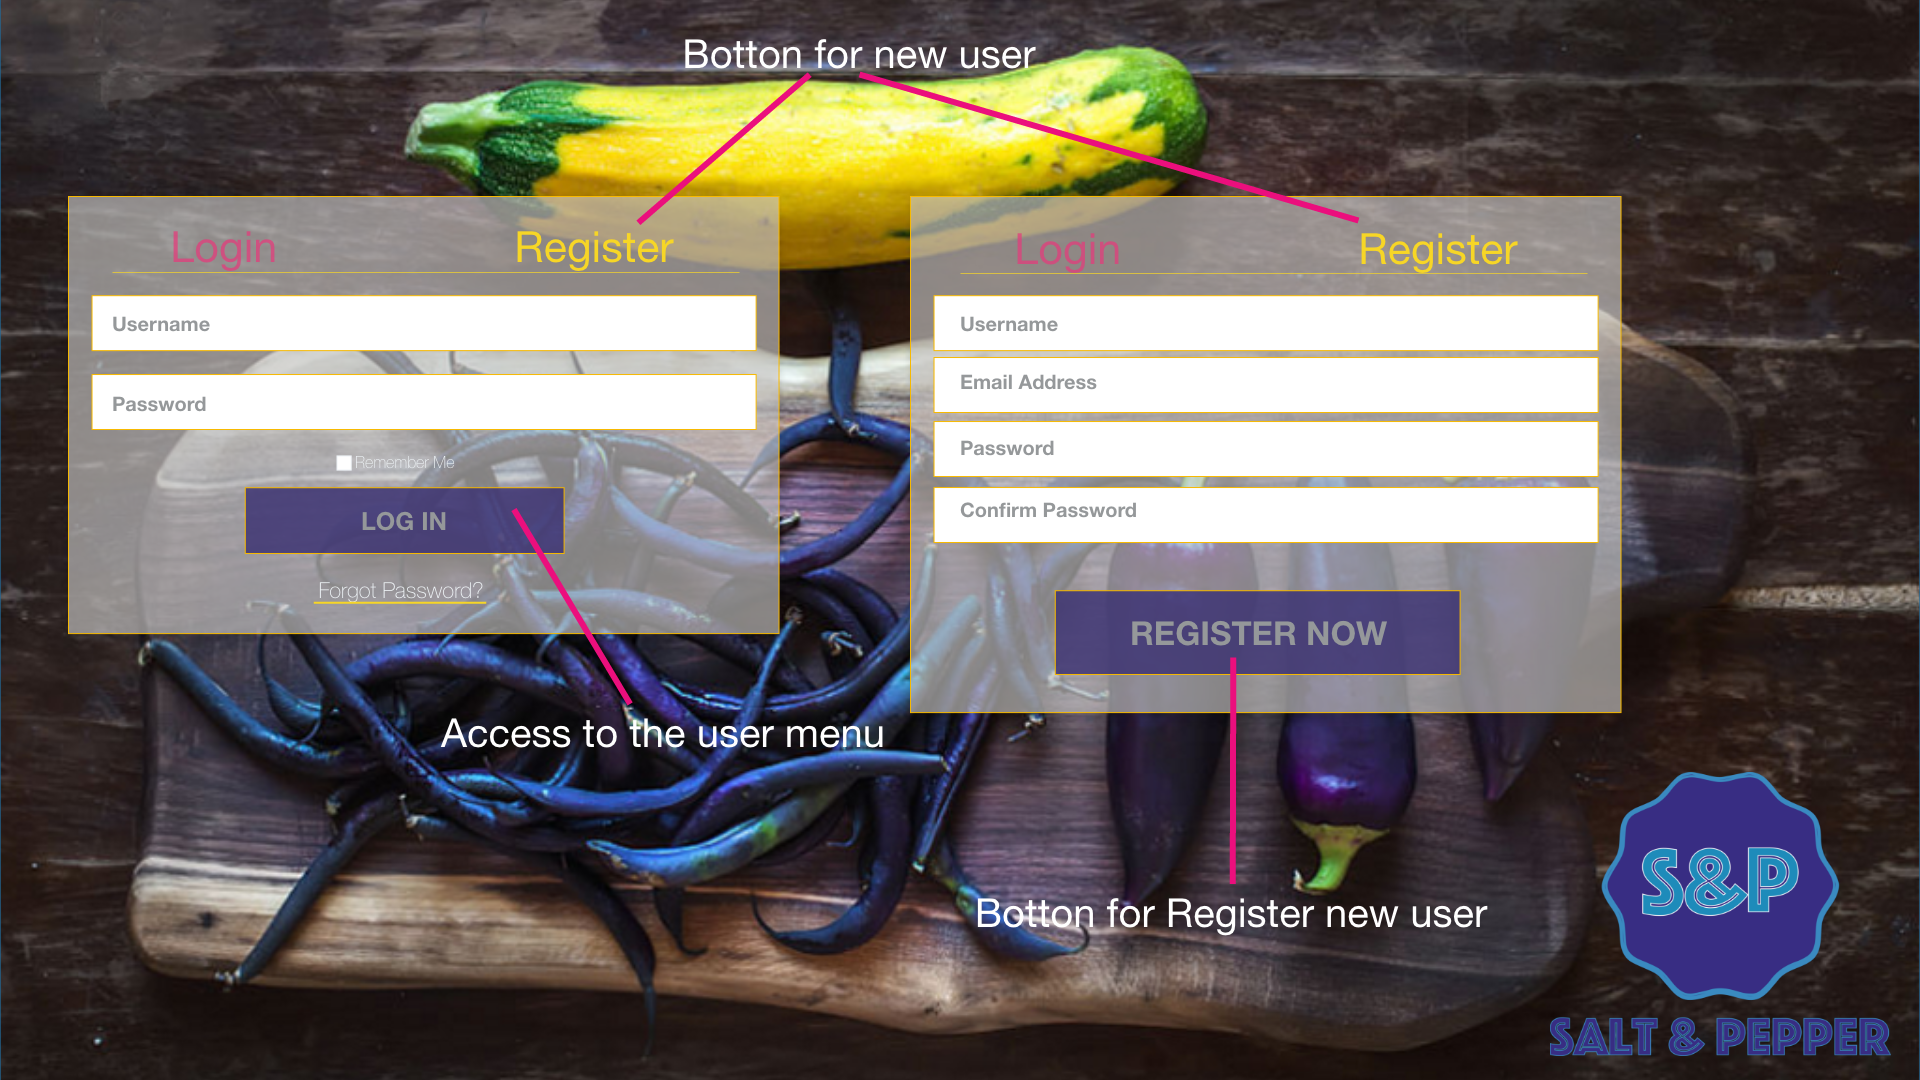 Botton for new user
Login
Register
Username
Password
Remember Me
LOG IN
Forgot Password?
Access to the user menu
Login
Register
Username
Email Address
Password
Confirm Password
REGISTER NOW
Botton for Register new user
S&P
SALT & PEPPER